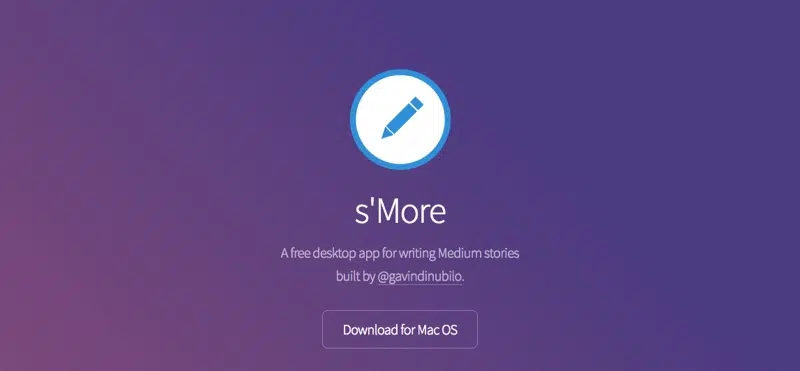 s'More
A free desktop app for writing Medium stories
built by @gavindinubilo.
Download for Mac OS